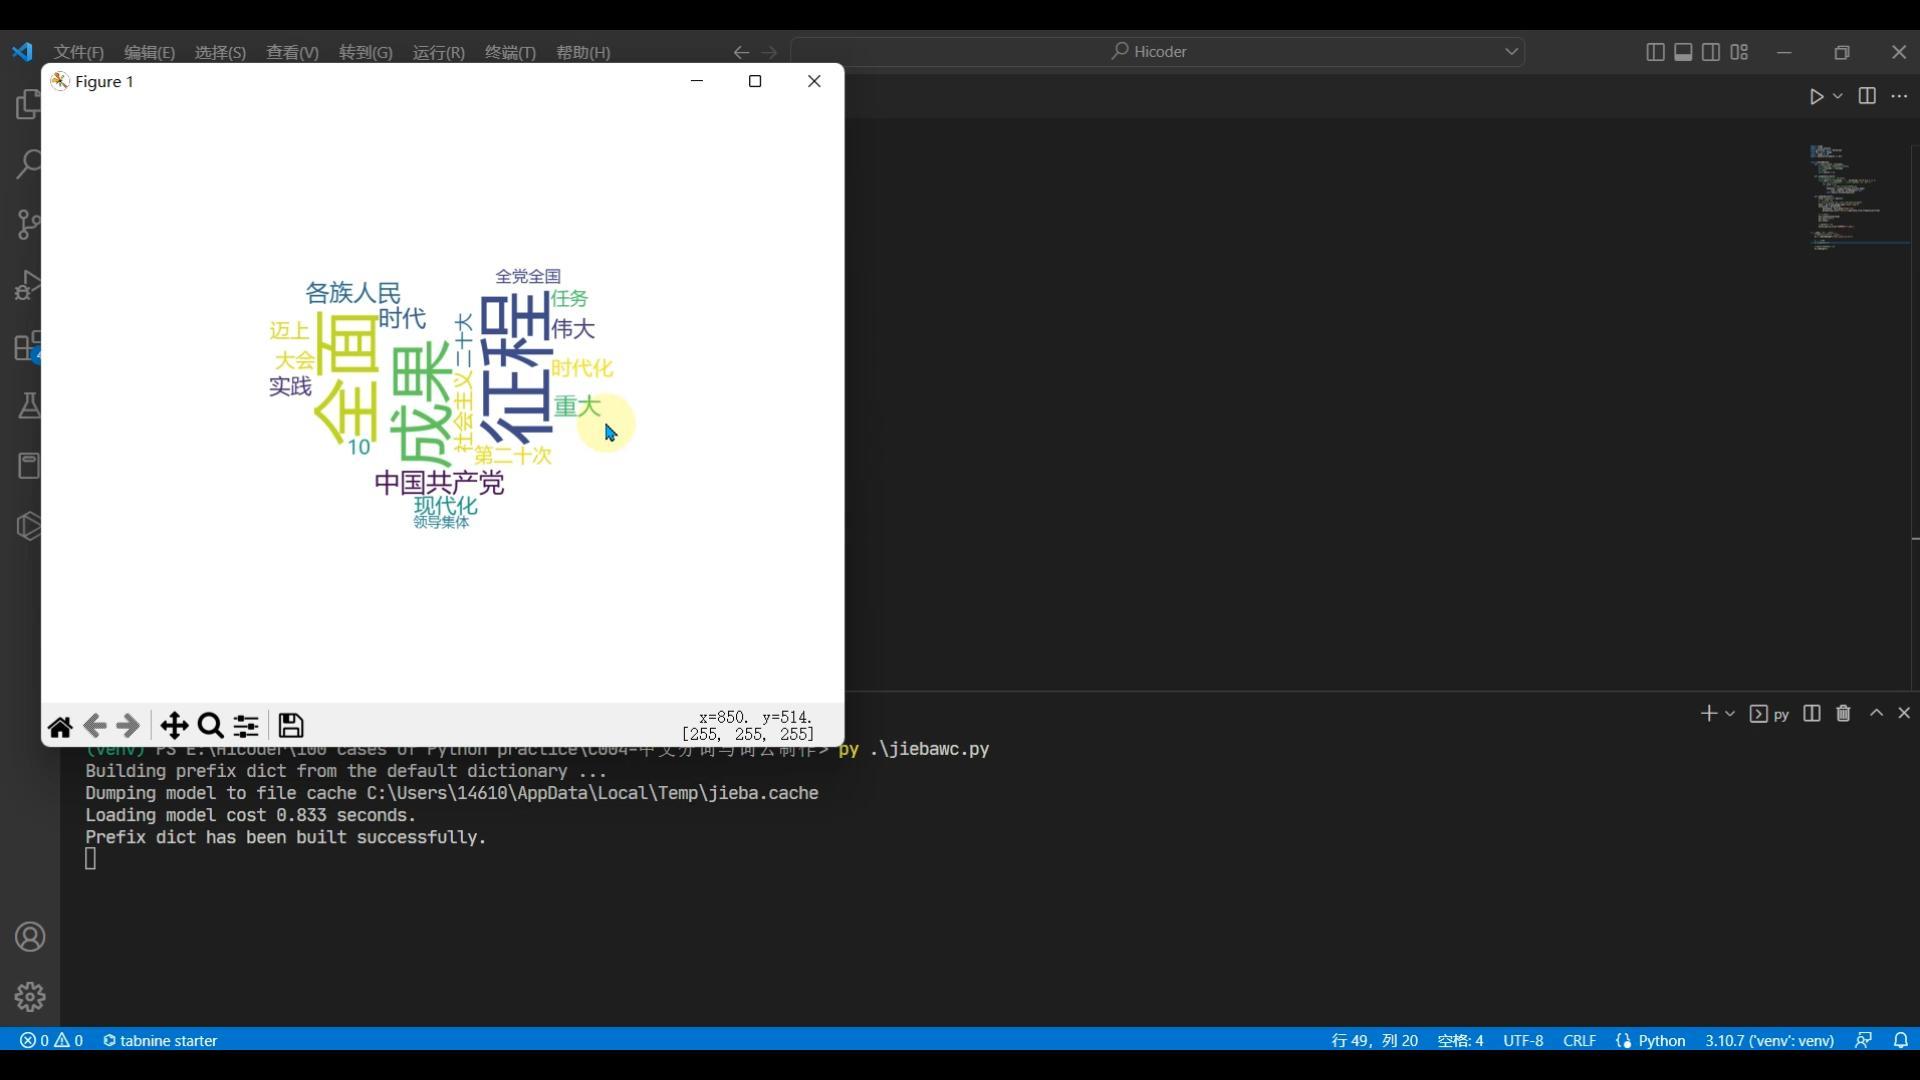 文件(F) 编辑(E) 选择(S) 查看(V) 转到(G) 运行(R) 终端(T) 帮助(H)
Hicoder
Figure 1
全党全国
各族人民
任务
时代
二十大
征程
伟大
迈上
全面
大会
成果
时代化
实践
社会主义
重大
10
第二十次
中国共产党
现代化
领导集体
x=850. y=514.
[255, 255, 255]
py
(venv) PS E:\Hicoder\100 cases of Python practice\C004-中文分词与词云制作> py .\jiebawc.py
Building prefix dict from the default dictionary ...
Dumping model to file cache C:\Users\14610\AppData\Local\Temp\jieba.cache
Loading model cost 0.833 seconds.
Prefix dict has been built successfully.
0 0 tabnine starter 行 49，列 20 空格: 4 UTF-8 CRLF Python 3.10.7 ('venv': venv)